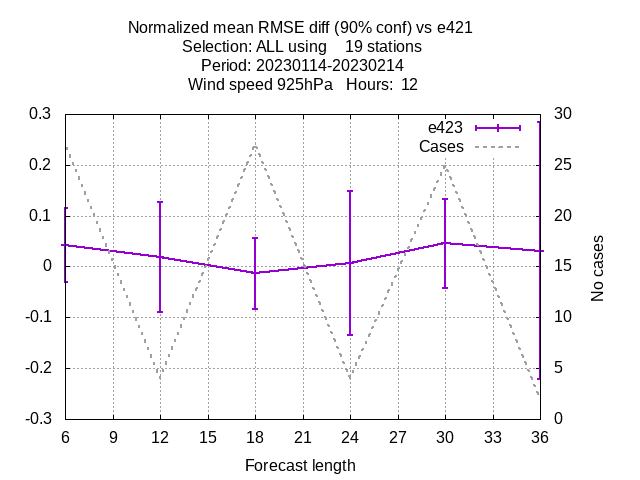 Normalized mean RMSE diff (90% conf) vs e421
Selection: ALL using    19 stations
Period: 20230114-20230214
Wind speed 925hPa   Hours:  12
0.3
0.2
0.1
0
-0.1
-0.2
-0.3
e423
Cases
30
25
20
15
10
5
0
No cases
6 9 12 15 18 21 24 27 30 33 36
Forecast length